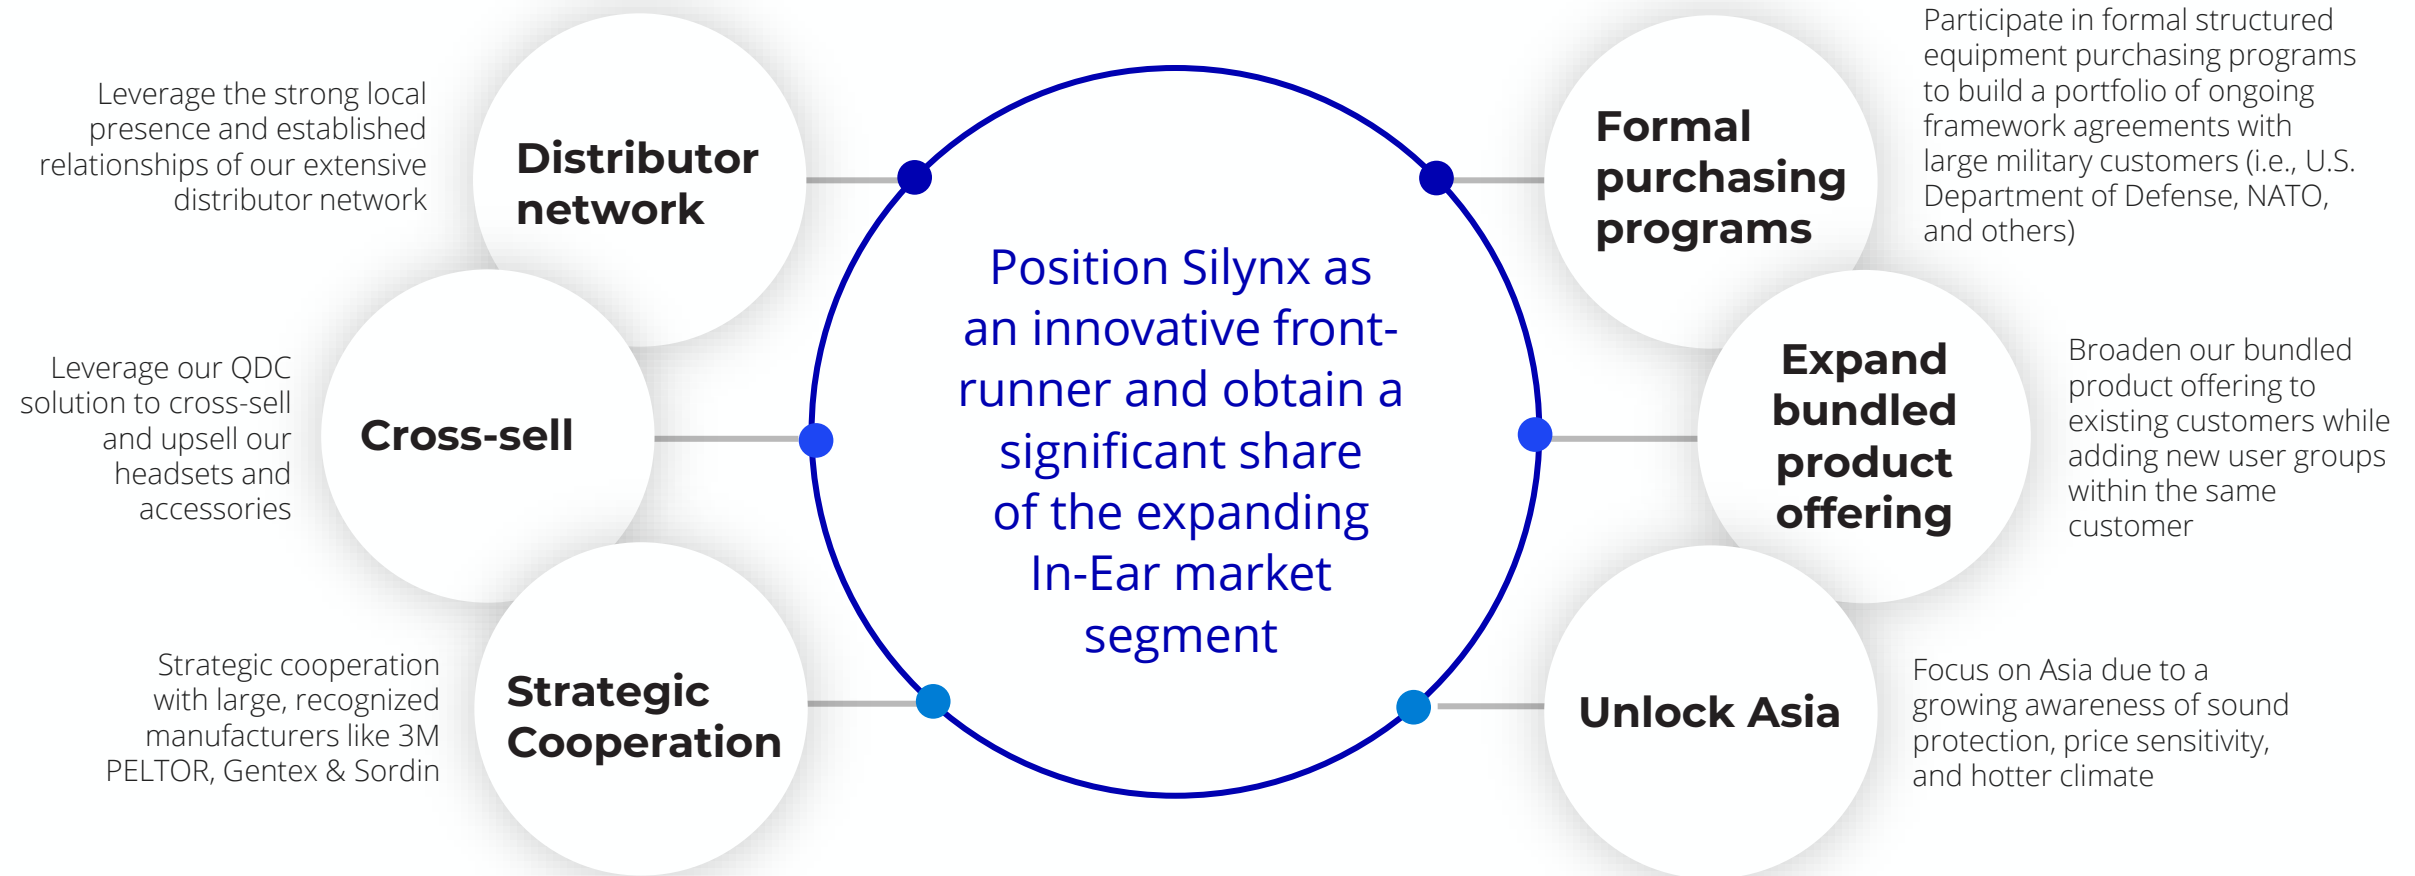 Leverage the strong local
presence and established
relationships of our extensive
distributor network
Distributor
network
Leverage our QDC
solution to cross-sell
and upsell our
headsets and
accessories
Cross-sell
Strategic cooperation
with large, recognized
manufacturers like 3M
PELTOR, Gentex & Sordin
Strategic
Cooperation
Position Silynx as
an innovative front-
runner and obtain a
significant share
of the expanding
In-Ear market
segment
Formal
purchasing
programs
Participate in formal structured
equipment purchasing programs
to build a portfolio of ongoing
framework agreements with
large military customers (i.e., U.S.
Department of Defense, NATO,
and others)
Expand
bundled
product
offering
Broaden our bundled
product offering to
existing customers while
adding new user groups
within the same
customer
Unlock Asia
Focus on Asia due to a
growing awareness of sound
protection, price sensitivity,
and hotter climate